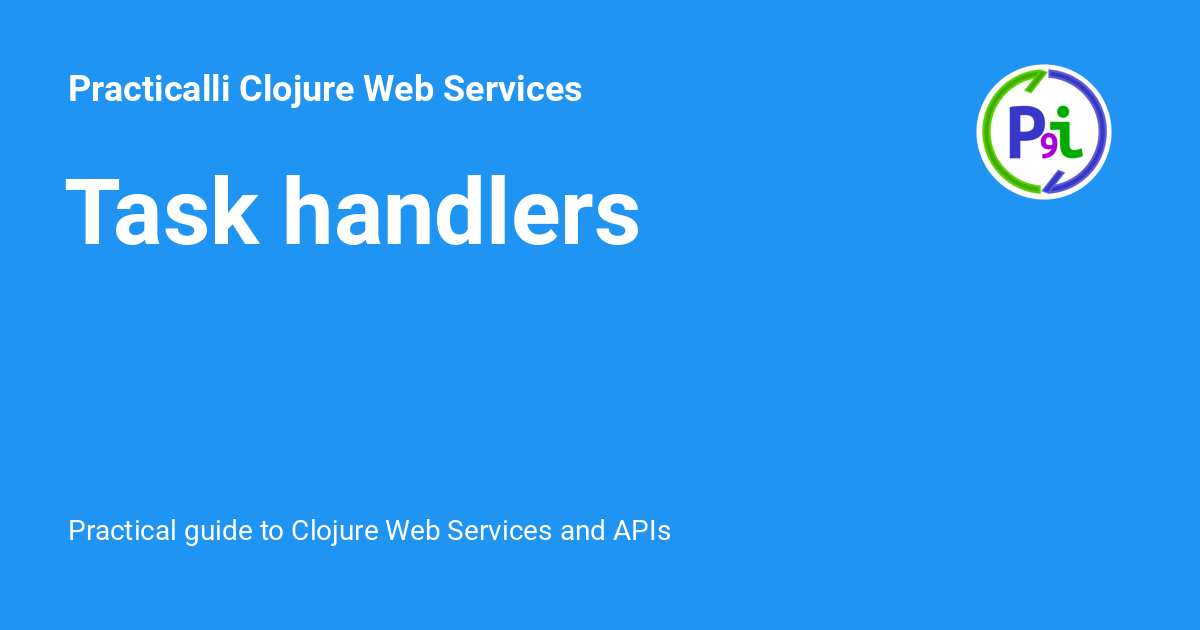 Practicalli Clojure Web Services
P9i
Task handlers
Practical guide to Clojure Web Services and APIs